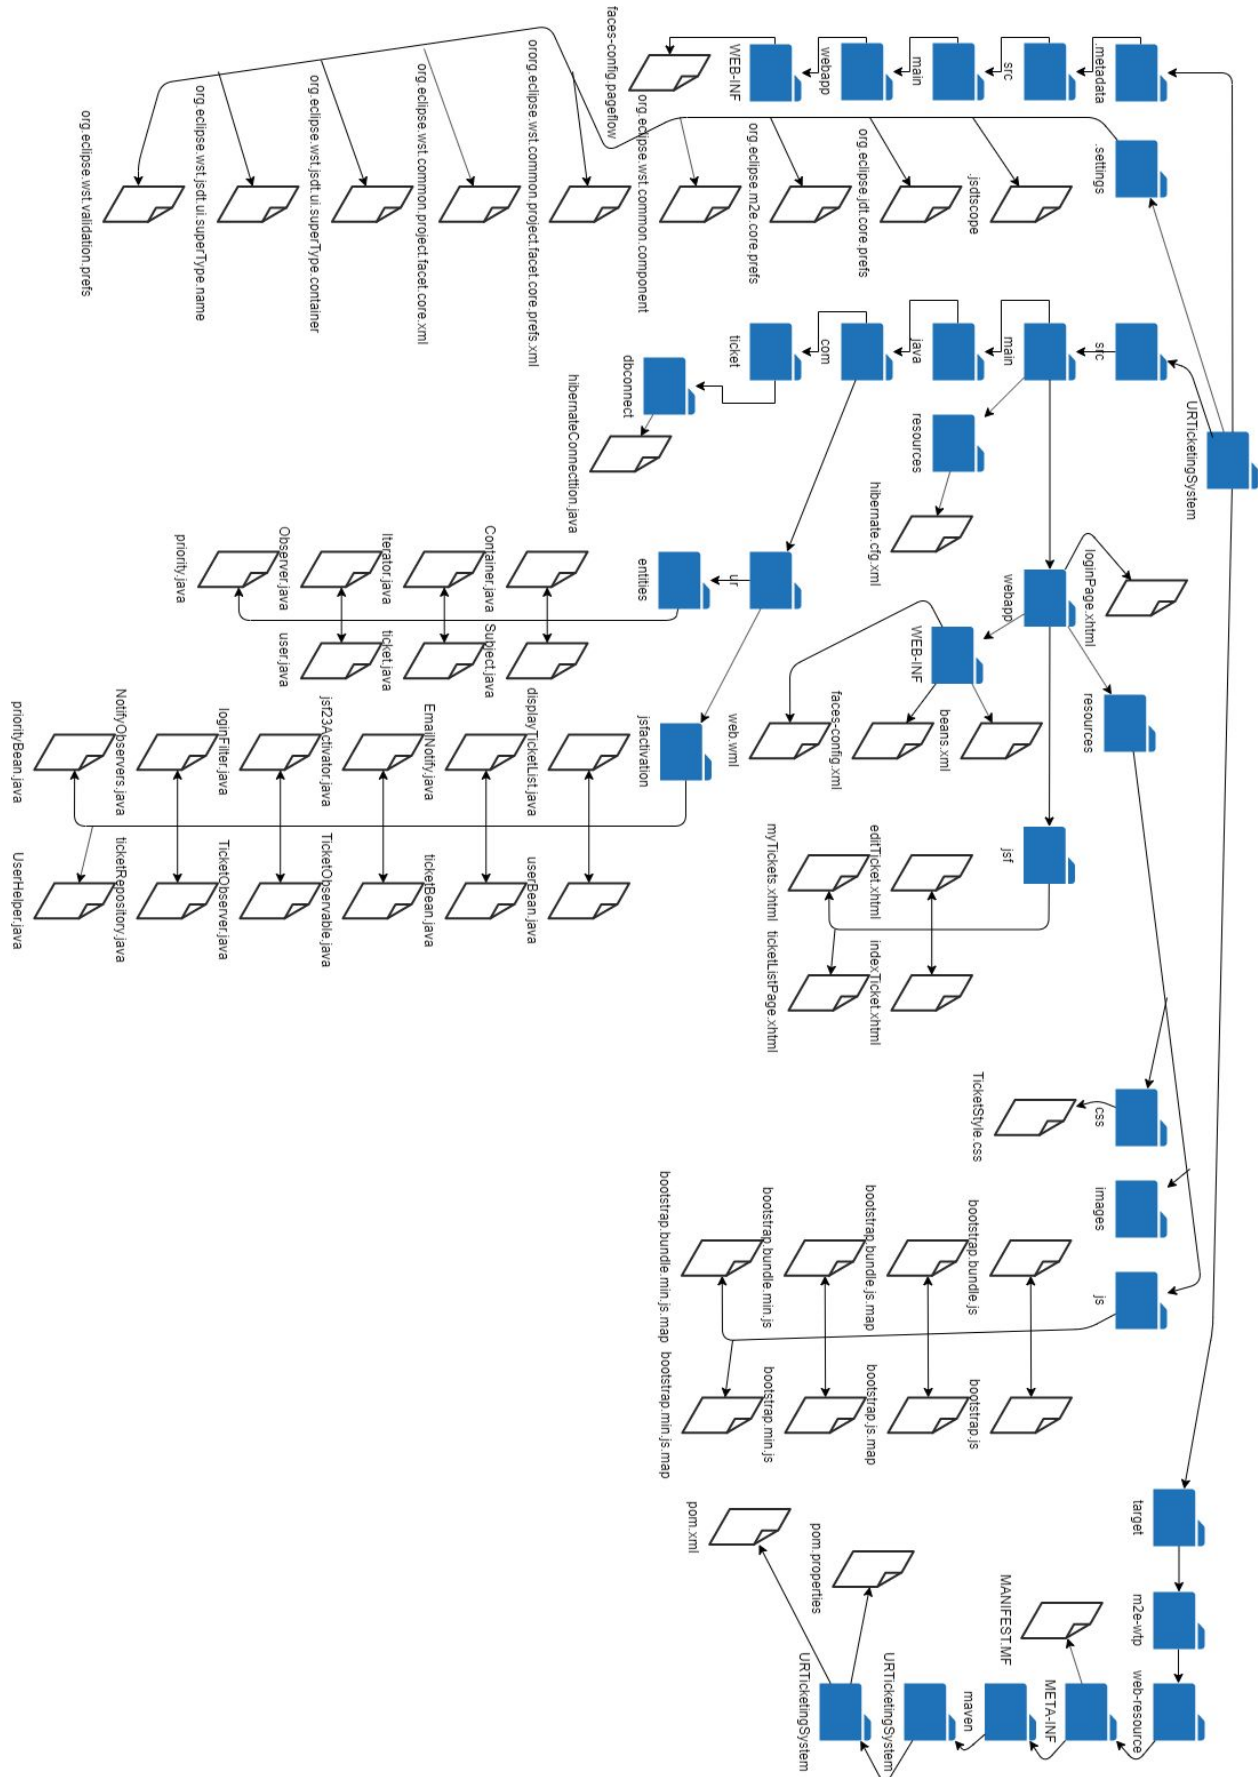 URTicketingSystem
.metadata
src
main
webapp
WEB-INF
faces-config.pageflow
.settings
.jsdtscope
org.eclipse.jdt.core.prefs
org.eclipse.m2e.core.prefs
org.eclipse.wst.common.component
ororg.eclipse.wst.common.project.facet.core.prefs.xml
org.eclipse.wst.common.project.facet.core.xml
org.eclipse.wst.jsdt.ui.superType.container
org.eclipse.wst.jsdt.ui.superType.name
org.eclipse.wst.validation.prefs
src
main
java
com
ticket
dbconnect
hibernateConnecttion.java
resources
hibernate.cfg.xml
ur
entities
Container.java
Iterator.java
Observer.java
priority.java
Subject.java
ticket.java
user.java
jsfactivation
displayTicketList.java
EmailNotify.java
jsf23Activator.java
loginFilter.java
NotifyObservers.java
priorityBean.java
userBean.java
ticketBean.java
TicketObservable.java
TicketObserver.java
ticketRepository.java
UserHelper.java
webapp
loginPage.xhtml
WEB-INF
beans.xml
faces-config.xml
web.wml
resources
jsf
editTicket.xhtml
myTickets.xhtml
indexTicket.xhtml
ticketListPage.xhtml
css
TicketStyle.css
images
js
bootstrap.bundle.js
bootstrap.bundle.js.map
bootstrap.bundle.min.js
bootstrap.bundle.min.js.map
bootstrap.js
bootstrap.js.map
bootstrap.min.js
bootstrap.min.js.map
target
m2e-wtp
web-resource
META-INF
MANIFEST.MF
maven
URTicketingSystem
URTicketingSystem
pom.properties
pom.xml